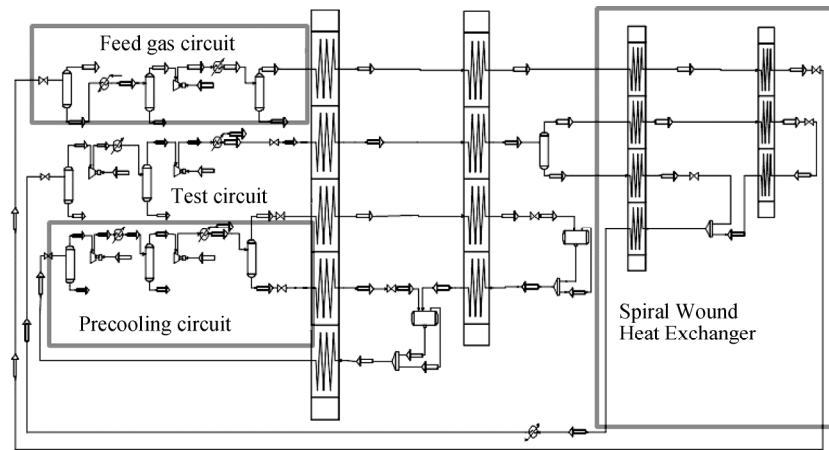 Feed gas circuit
Test circuit
Precooling circuit
Spiral Wound
Heat Exchanger